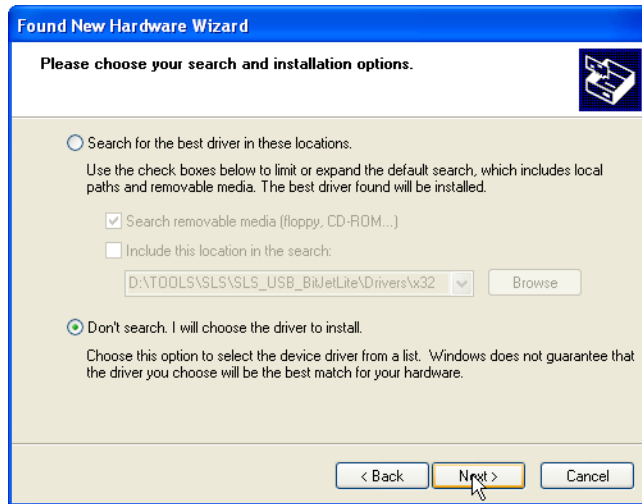 Found New Hardware Wizard
Please choose your search and installation options.
Search for the best driver in these locations.
Use the check boxes below to limit or expand the default search, which includes local
paths and removable media. The best driver found will be installed.
Search removable media (floppy, CD-ROM...)
Include this location in the search:
D:\TOOLS\SLS\SLS_USB_BitJetLite\Drivers\x32
Browse
Don't search. I will choose the driver to install.
Choose this option to select the device driver from a list. Windows does not guarantee that
the driver you choose will be the best match for your hardware.
< Back Next > Cancel